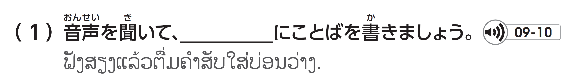 (1) 音声を聞いて、＿＿＿＿＿にことばを書きましょう。 09-10
ຟັງສຽງແລ້ວຕື່ມຄຳສັບໃສ່ບ່ອນວ່າງ.